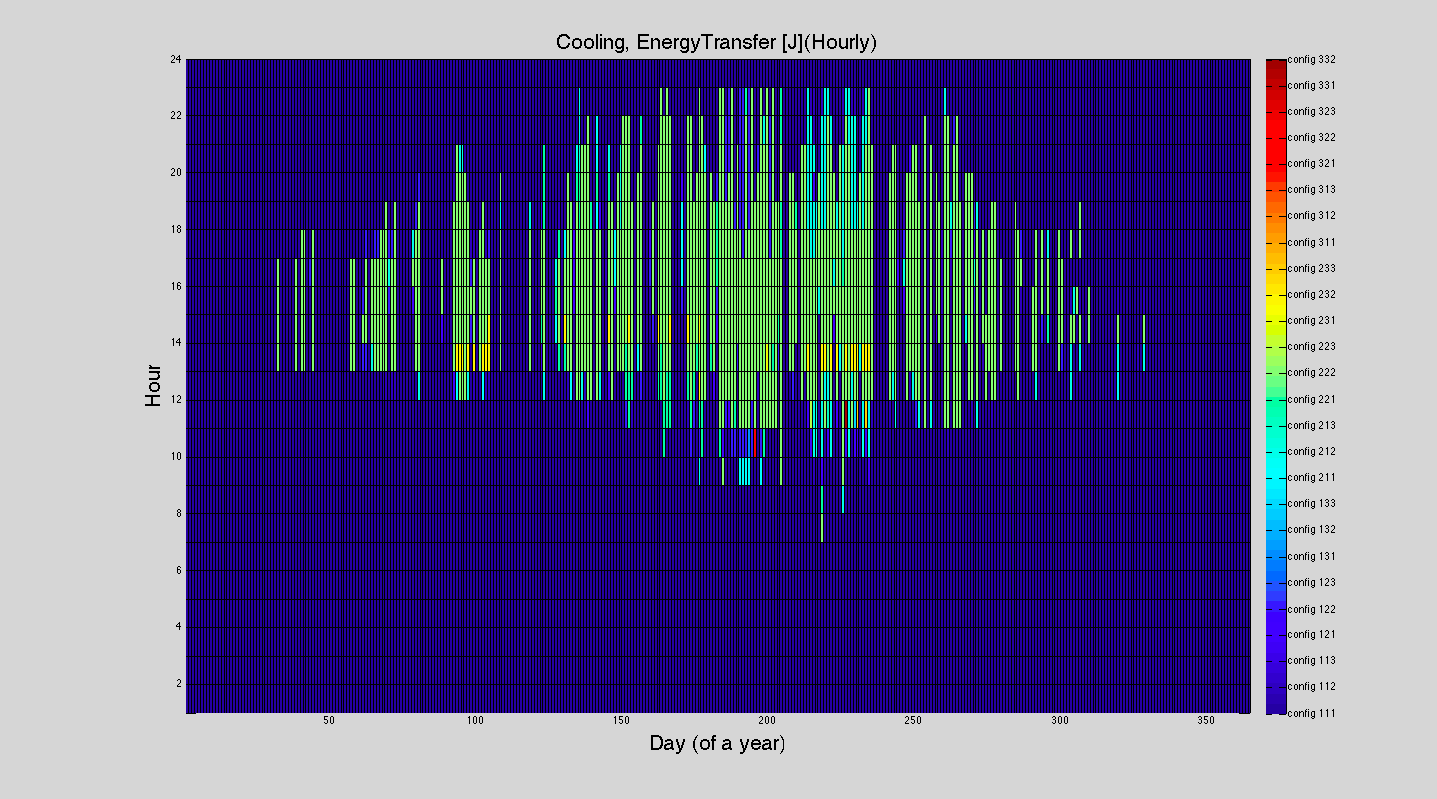 Cooling, EnergyTransfer [J](Hourly)
24
22
20
18
16
14
12
10
8
6
4
2
Hour
50
100
150
200
250
300
350
Day (of a year)
config 332
config 331
config 323
config 322
config 321
config 313
config 312
config 311
config 233
config 232
config 231
config 223
config 222
config 221
config 213
config 212
config 211
config 133
config 132
config 131
config 123
config 122
config 121
config 113
config 112
config 111